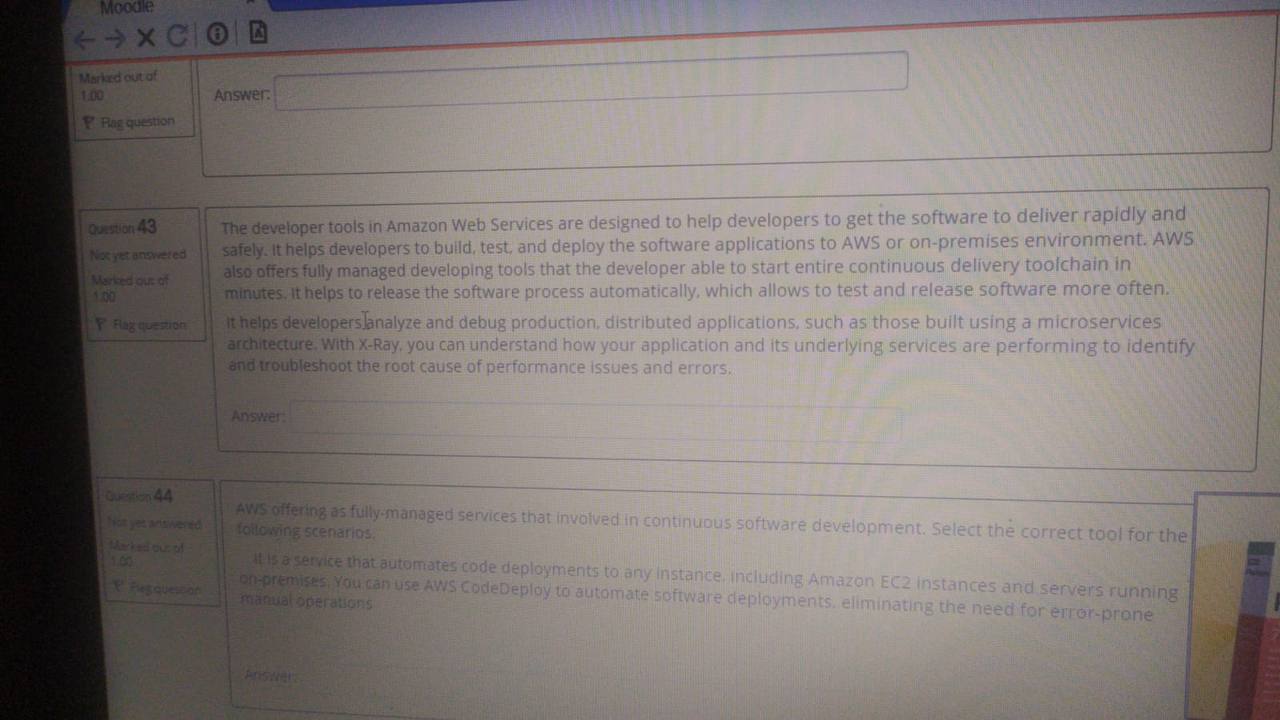 Moodle
Marked out of
1.00
Flag question
Answer:
Question 43
Not yet answered
Marked out of
1.00
Flag question
The developer tools in Amazon Web Services are designed to help developers to get the software to deliver rapidly and
safely. It helps developers to build, test, and deploy the software applications to AWS or on-premises environment. AWS
also offers fully managed developing tools that the developer able to start entire continuous delivery toolchain in
minutes. It helps to release the software process automatically, which allows to test and release software more often.
It helps developers analyze and debug production, distributed applications, such as those built using a microservices
architecture. With X-Ray, you can understand how your application and its underlying services are performing to identify
and troubleshoot the root cause of performance issues and errors.
Answer:
Question 44
Not yet answered
Marked out of
1.00
Flag question
AWS offering as fully-managed services that involved in continuous software development. Select the correct tool for the
following scenarios.
It is a service that automates code deployments to any instance, including Amazon EC2 instances and servers running
on-premises. You can use AWS CodeDeploy to automate software deployments, eliminating the need for error-prone
manual operations
Answer: